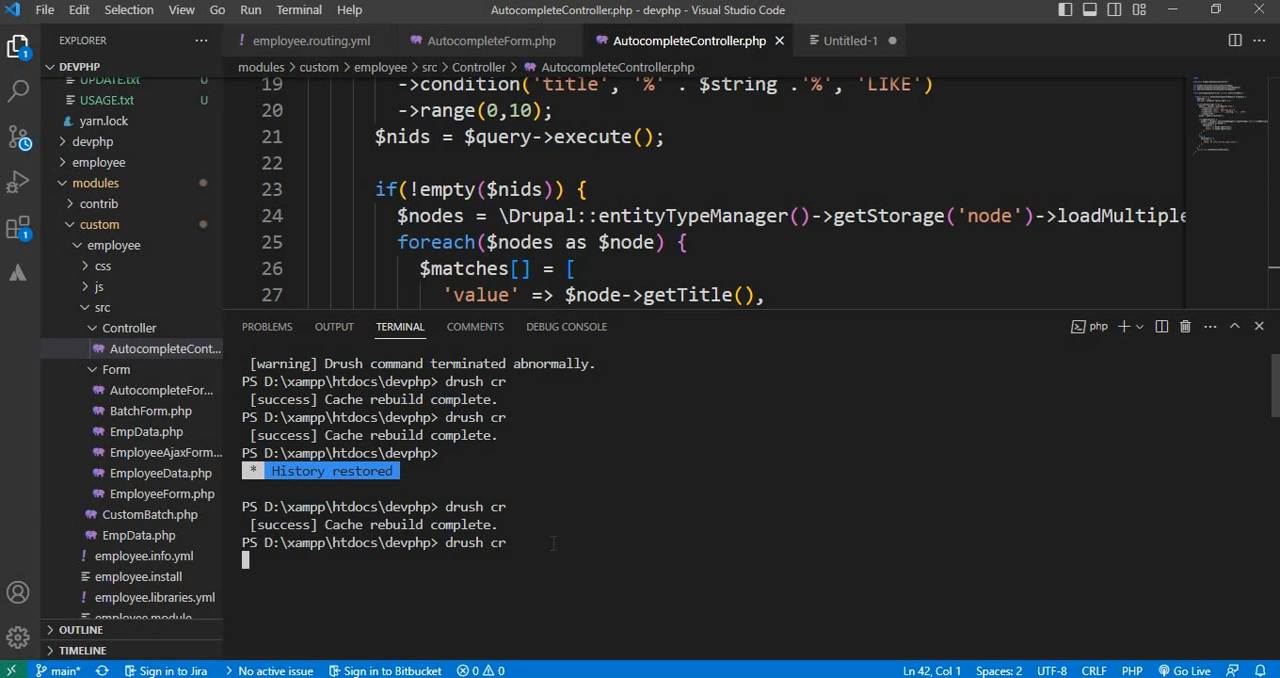 File Edit Selection View Go Run Terminal Help AutocompleteController.php - devphp - Visual Studio Code
EXPLORER
employee.routing.yml AutocompleteForm.php AutocompleteController.php Untitled-1
DEVPHP
modules > custom > employee > src > Controller > AutocompleteController.php
UPDATE.txt U
USAGE.txt U
yarn.lock
devphp
employee
modules
contrib
custom
employee
css
js
src
Controller
AutocompleteCont...
Form
AutocompleteFor...
BatchForm.php
EmpData.php
EmployeeAjaxForm...
EmployeeData.php
EmployeeForm.php
CustomBatch.php
EmpData.php
employee.info.yml
employee.install
employee.libraries.yml
employee.module
OUTLINE
TIMELINE
19 ->condition('title', '%' . $string .'%', 'LIKE')
20 ->range(0,10);
21 $nids = $query->execute();
22
23 if(!empty($nids)) {
24 $nodes = \Drupal::entityTypeManager()->getStorage('node')->loadMultiple
25 foreach($nodes as $node) {
26 $matches[] = [
27 'value' => $node->getTitle(),
PROBLEMS OUTPUT TERMINAL COMMENTS DEBUG CONSOLE php
[warning] Drush command terminated abnormally.
PS D:\xampp\htdocs\devphp> drush cr
[success] Cache rebuild complete.
PS D:\xampp\htdocs\devphp> drush cr
[success] Cache rebuild complete.
PS D:\xampp\htdocs\devphp>
* History restored
PS D:\xampp\htdocs\devphp> drush cr
[success] Cache rebuild complete.
PS D:\xampp\htdocs\devphp> drush cr
main* Sign in to Jira No active issue Sign in to Bitbucket 0 0 Ln 42, Col 1 Spaces: 2 UTF-8 CRLF PHP Go Live